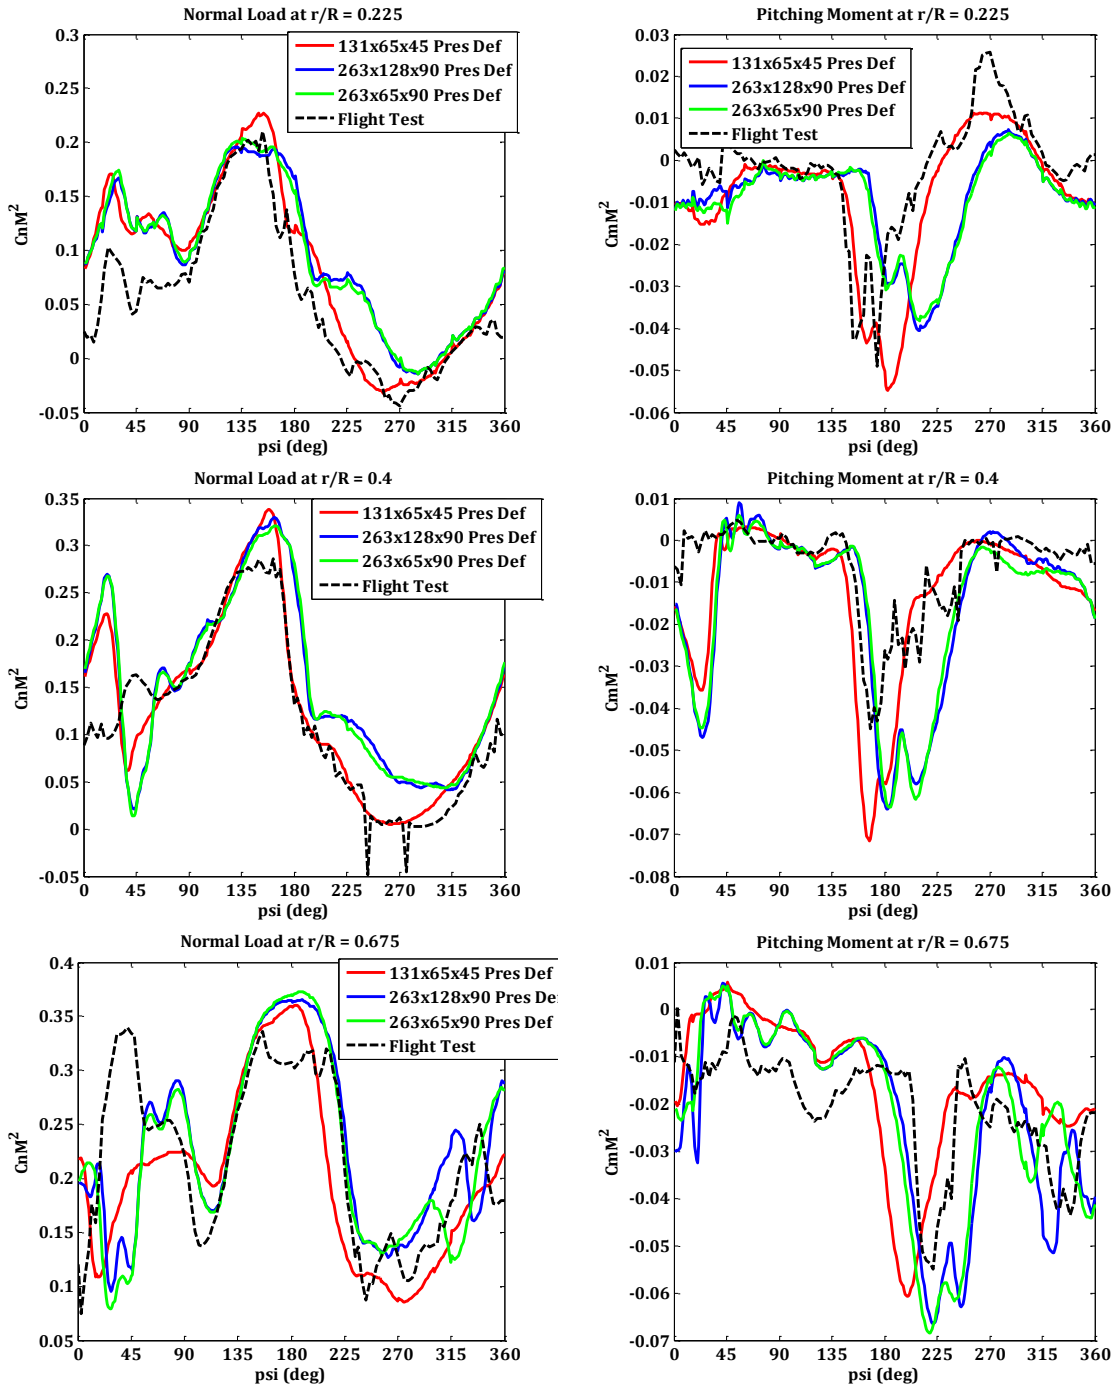 Normal Load at r/R = 0.225
0.3
0.25
0.2
0.15
0.1
0.05
0
-0.05
CnM²
131x65x45 Pres Def
263x128x90 Pres Def
263x65x90 Pres Def
Flight Test
0 45 90 135 180 225 270 315 360
psi (deg)
Pitching Moment at r/R = 0.225
0.03
0.02
0.01
0
-0.01
-0.02
-0.03
-0.04
-0.05
-0.06
CmM²
131x65x45 Pres Def
263x128x90 Pres Def
263x65x90 Pres Def
Flight Test
0 45 90 135 180 225 270 315 360
psi (deg)
Normal Load at r/R = 0.4
0.35
0.3
0.25
0.2
0.15
0.1
0.05
0
-0.05
CnM²
131x65x45 Pres Def
263x128x90 Pres Def
263x65x90 Pres Def
Flight Test
0 45 90 135 180 225 270 315 360
psi (deg)
Pitching Moment at r/R = 0.4
0.01
0
-0.01
-0.02
-0.03
-0.04
-0.05
-0.06
-0.07
-0.08
CmM²
0 45 90 135 180 225 270 315 360
psi (deg)
Normal Load at r/R = 0.675
0.4
0.35
0.3
0.25
0.2
0.15
0.1
0.05
CnM²
131x65x45 Pres Def
263x128x90 Pres De
263x65x90 Pres Def
Flight Test
0 45 90 135 180 225 270 315 360
psi (deg)
Pitching Moment at r/R = 0.675
0.01
0
-0.01
-0.02
-0.03
-0.04
-0.05
-0.06
-0.07
CmM²
0 45 90 135 180 225 270 315 360
psi (deg)